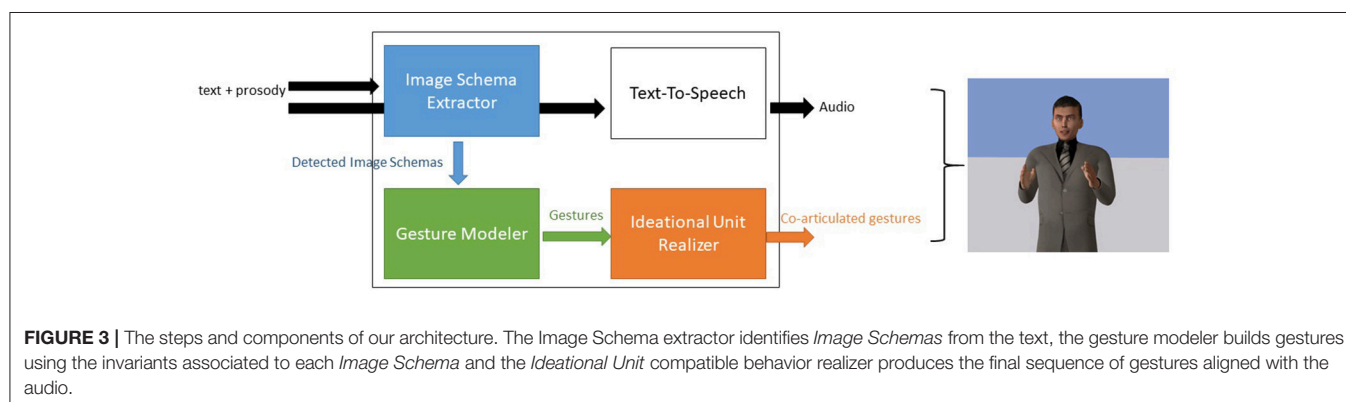 text + prosody
Image Schema
Extractor
Text-To-Speech
Audio
Detected Image Schemas
Gesture Modeler
Gestures
Ideational Unit
Realizer
Co-articulated gestures
FIGURE 3 | The steps and components of our architecture. The Image Schema extractor identifies Image Schemas from the text, the gesture modeler builds gestures
using the invariants associated to each Image Schema and the Ideational Unit compatible behavior realizer produces the final sequence of gestures aligned with the
audio.